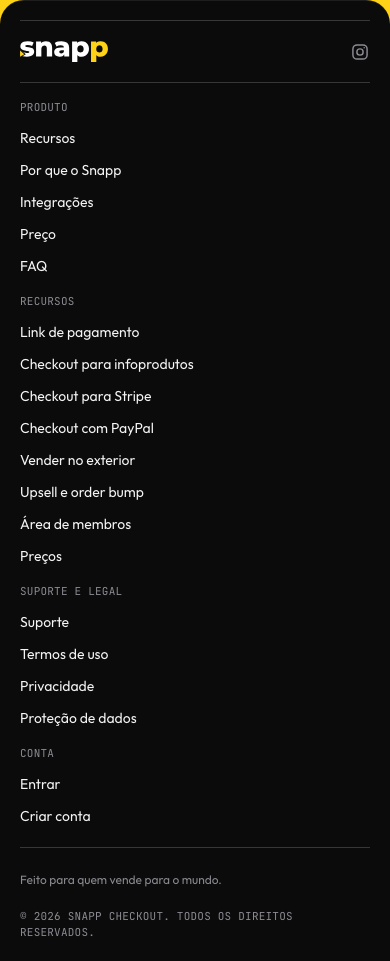 snapp
PRODUTO
Recursos
Por que o Snapp
Integrações
Preço
FAQ
RECURSOS
Link de pagamento
Checkout para infoprodutos
Checkout para Stripe
Checkout com PayPal
Vender no exterior
Upsell e order bump
Área de membros
Preços
SUPORTE E LEGAL
Suporte
Termos de uso
Privacidade
Proteção de dados
CONTA
Entrar
Criar conta
Feito para quem vende para o mundo.
© 2026 SNAPP CHECKOUT. TODOS OS DIREITOS
RESERVADOS.